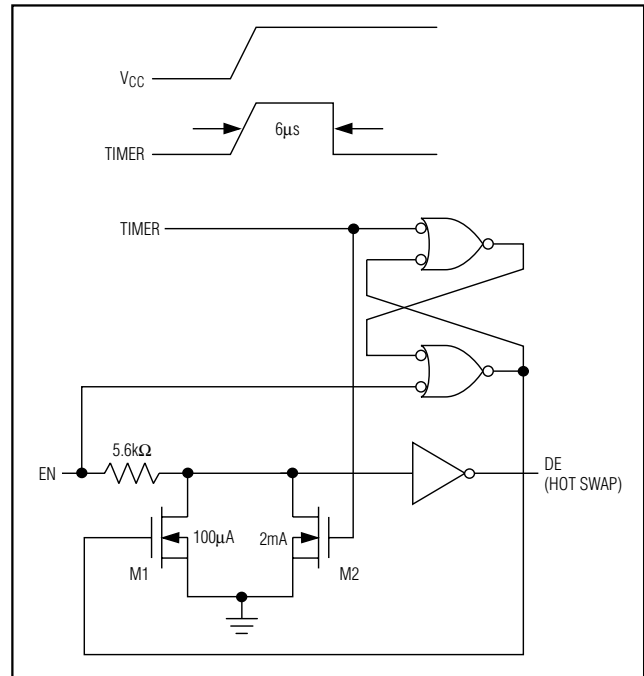 VCC
TIMER
6µs
TIMER
5.6kΩ
EN
DE
(HOT SWAP)
100µA
2mA
M1
M2